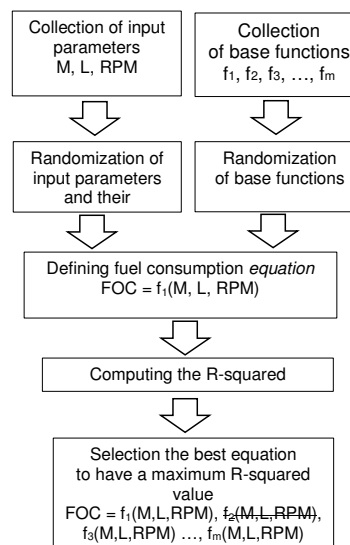 Collection of input
parameters
M, L, RPM
Collection
of base functions
f₁, f₂, f₃, …, fₘ
Randomization of
input parameters
and their
Randomization
of base functions
Defining fuel consumption equation
FOC = f₁(M, L, RPM)
Computing the R-squared
Selection the best equation
to have a maximum R-squared
value
FOC = f₁(M,L,RPM), f₂(M,L,RPM),
f₃(M,L,RPM) …, fₘ(M,L,RPM)